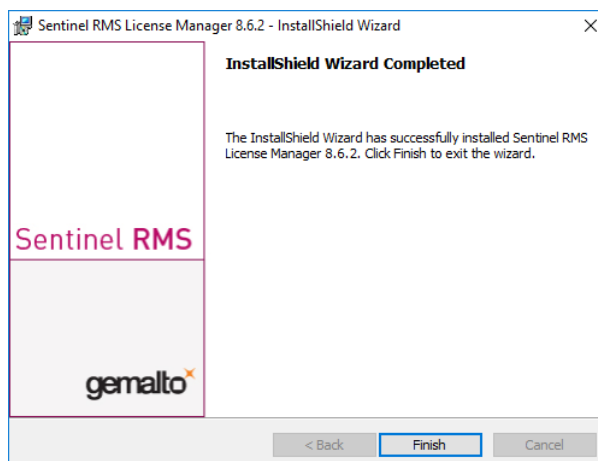 Sentinel RMS License Manager 8.6.2 - InstallShield Wizard
InstallShield Wizard Completed
The InstallShield Wizard has successfully installed Sentinel RMS
License Manager 8.6.2. Click Finish to exit the wizard.
Sentinel RMS
gemalto
< Back
Finish
Cancel